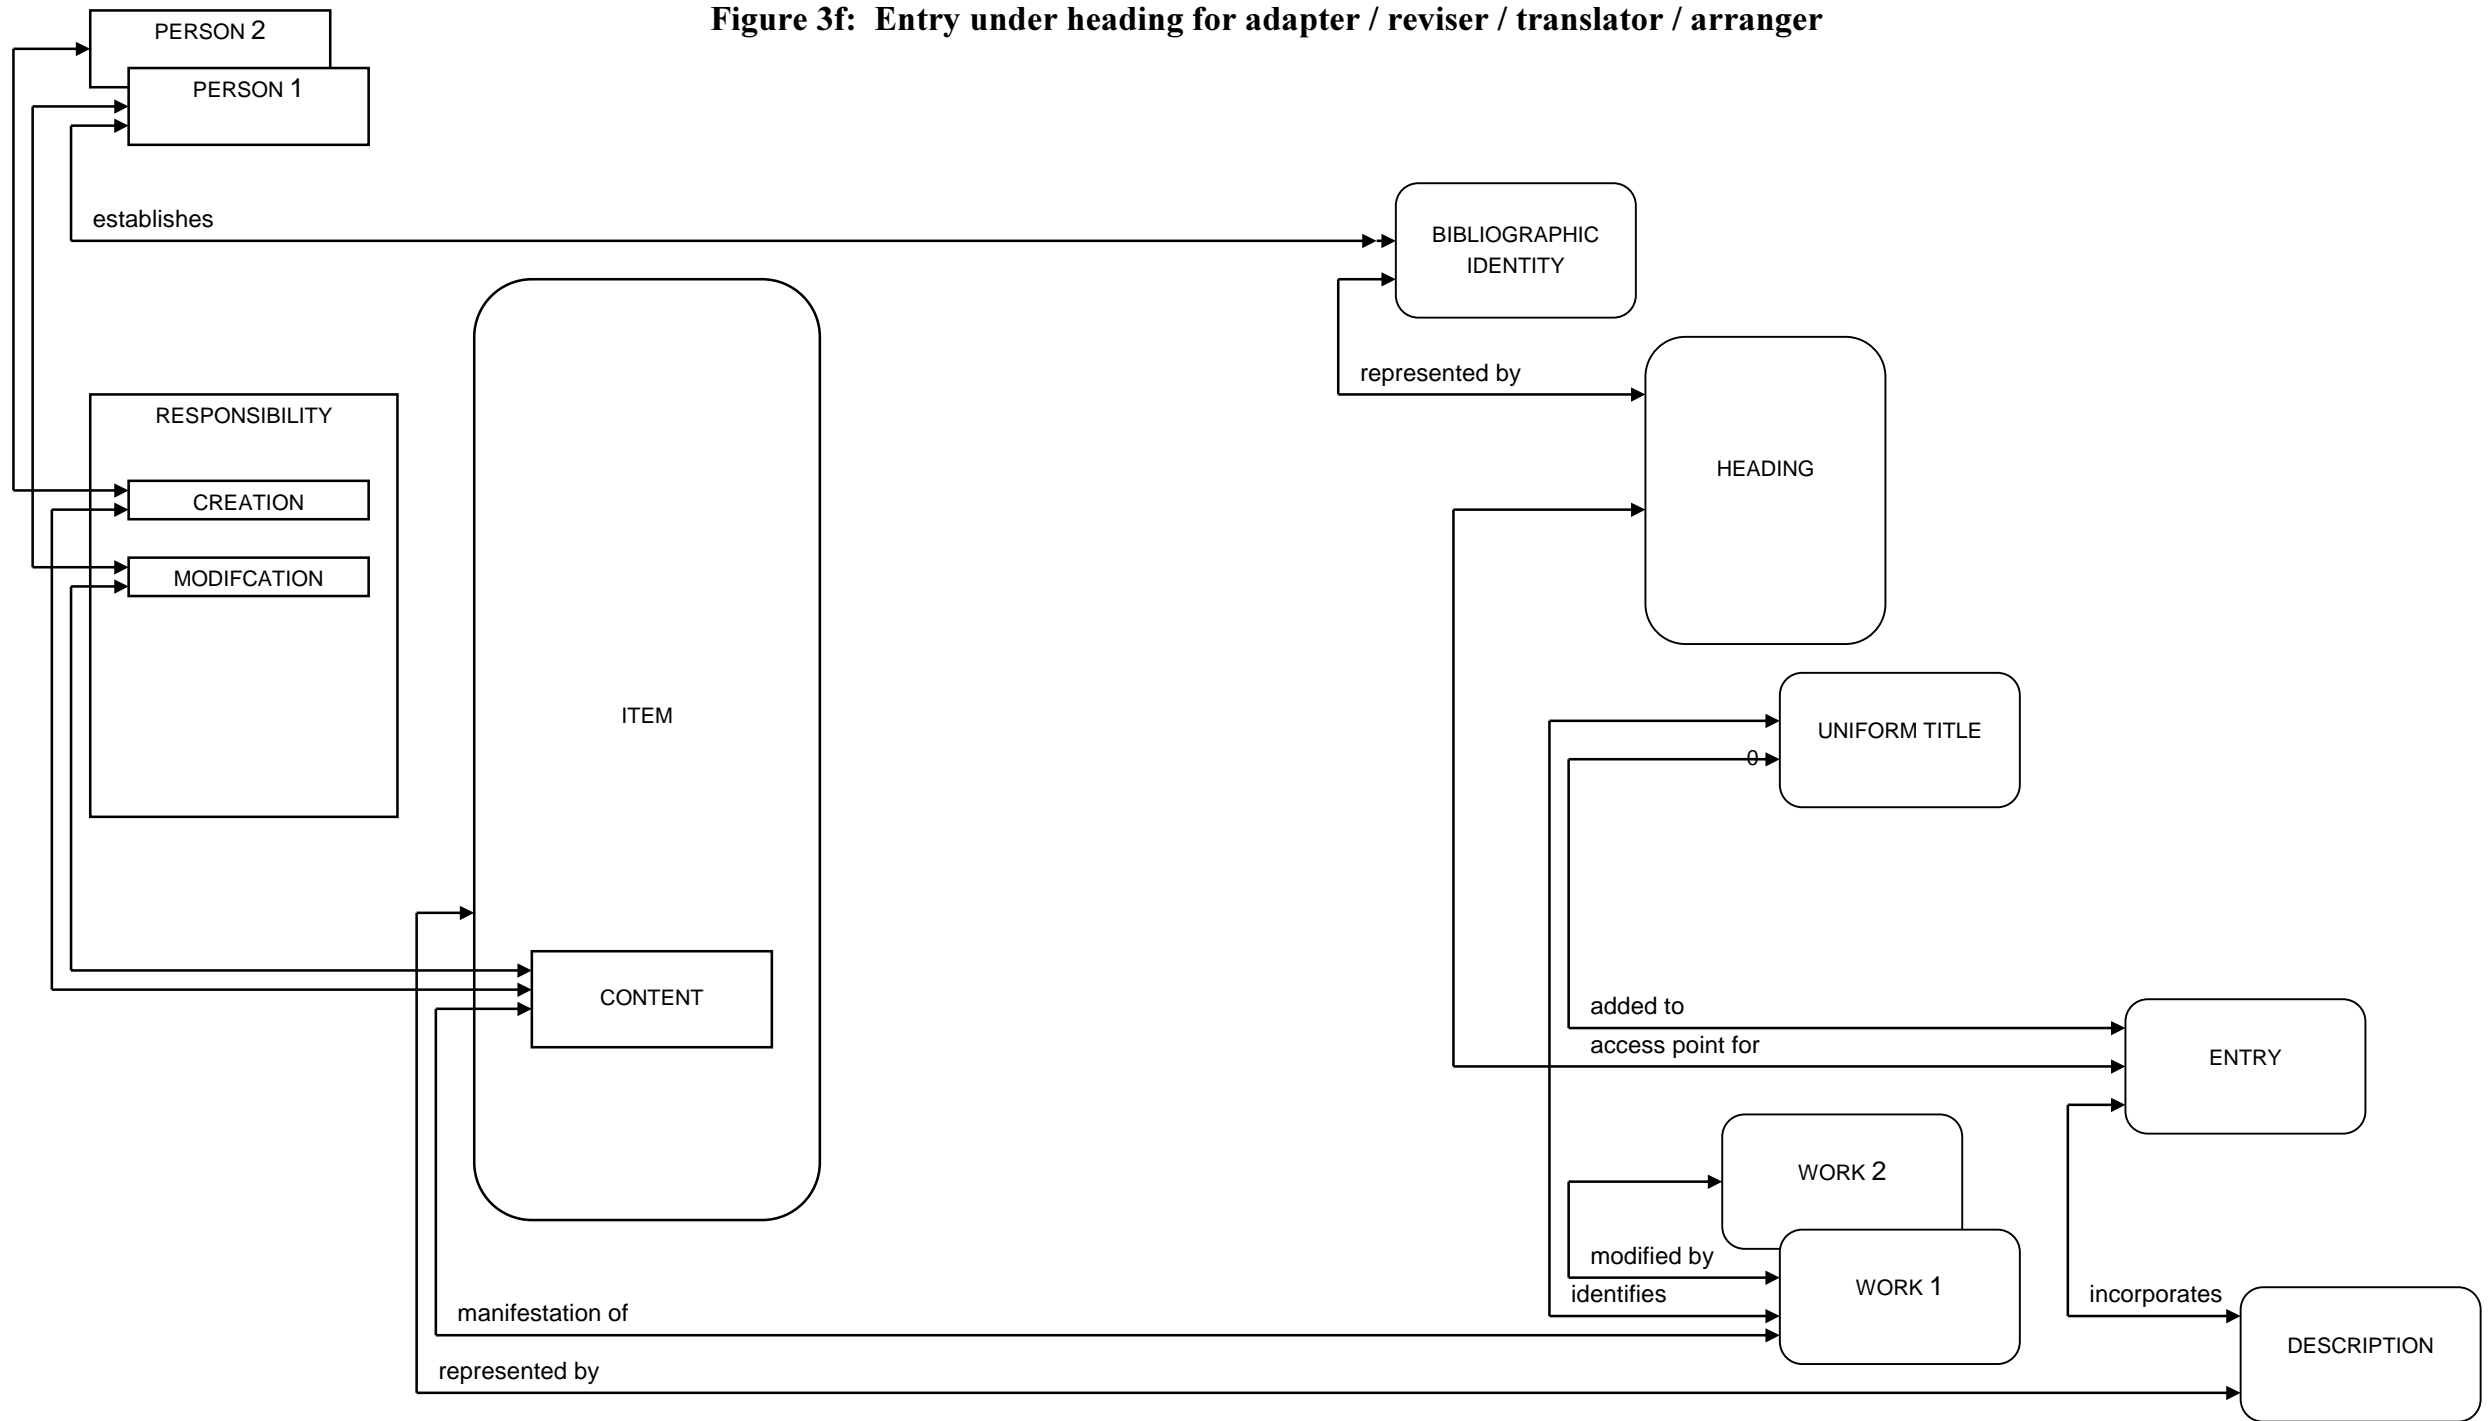 Figure 3f:  Entry under heading for adapter / reviser / translator / arranger
PERSON 2
PERSON 1
establishes
BIBLIOGRAPHIC
IDENTITY
represented by
RESPONSIBILITY
HEADING
CREATION
MODIFCATION
ITEM
UNIFORM TITLE
0
CONTENT
added to
access point for
ENTRY
WORK 2
modified by
identifies
WORK 1
incorporates
manifestation of
DESCRIPTION
represented by